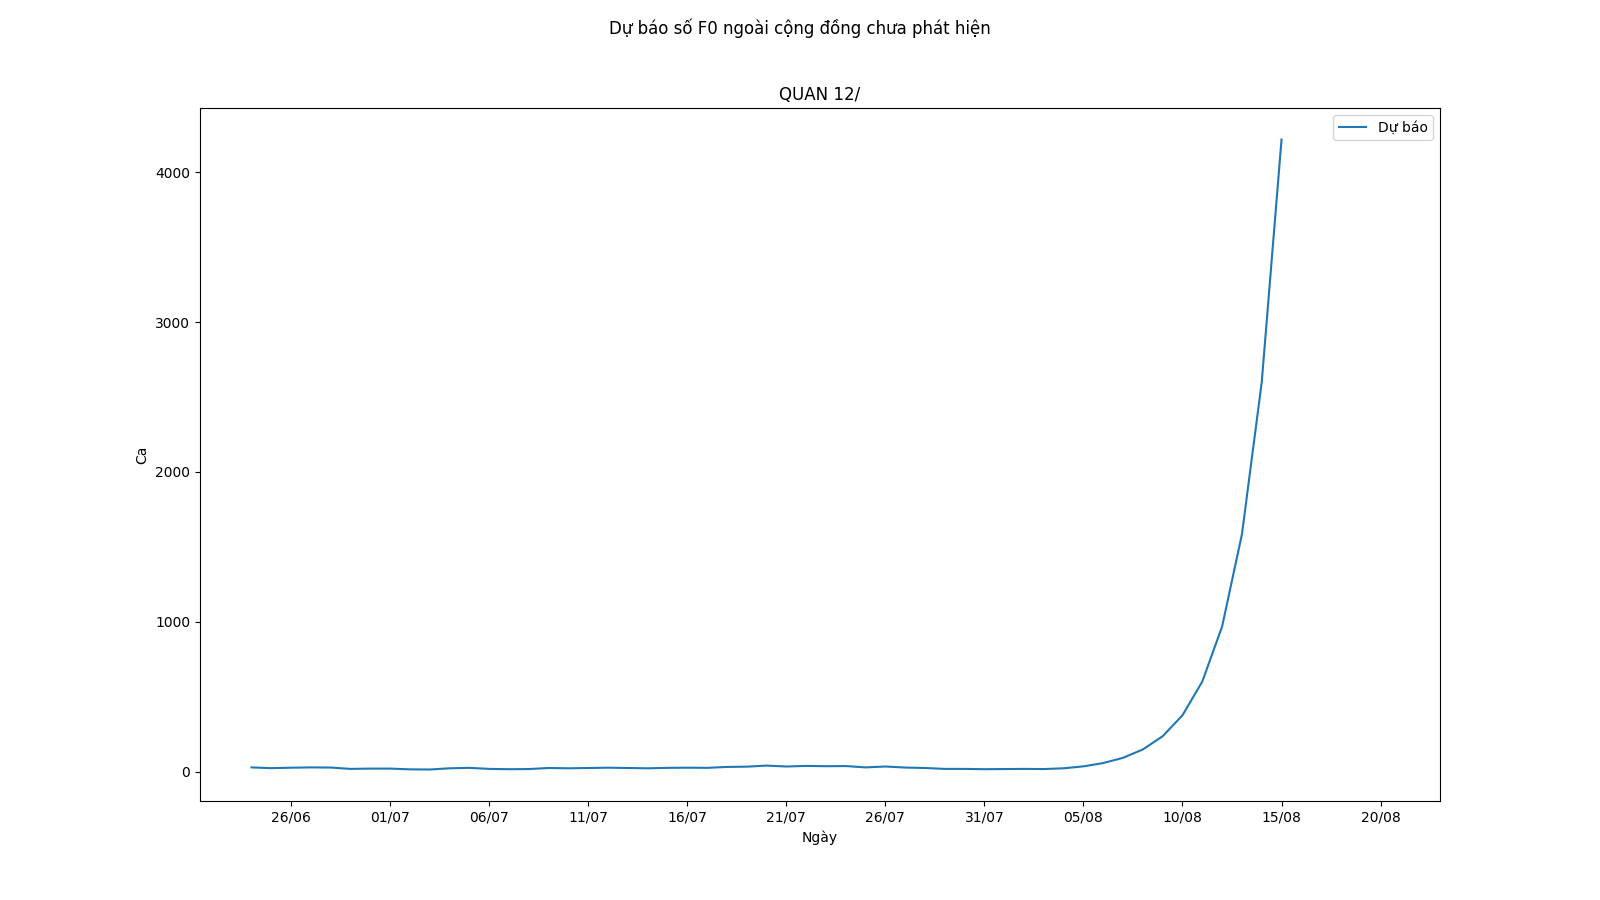 Dự báo số F0 ngoài cộng đồng chưa phát hiện
QUAN 12/
Dự báo
4000
3000
2000
1000
0
Ca
26/06 01/07 06/07 11/07 16/07 21/07 26/07 31/07 05/08 10/08 15/08 20/08
Ngày